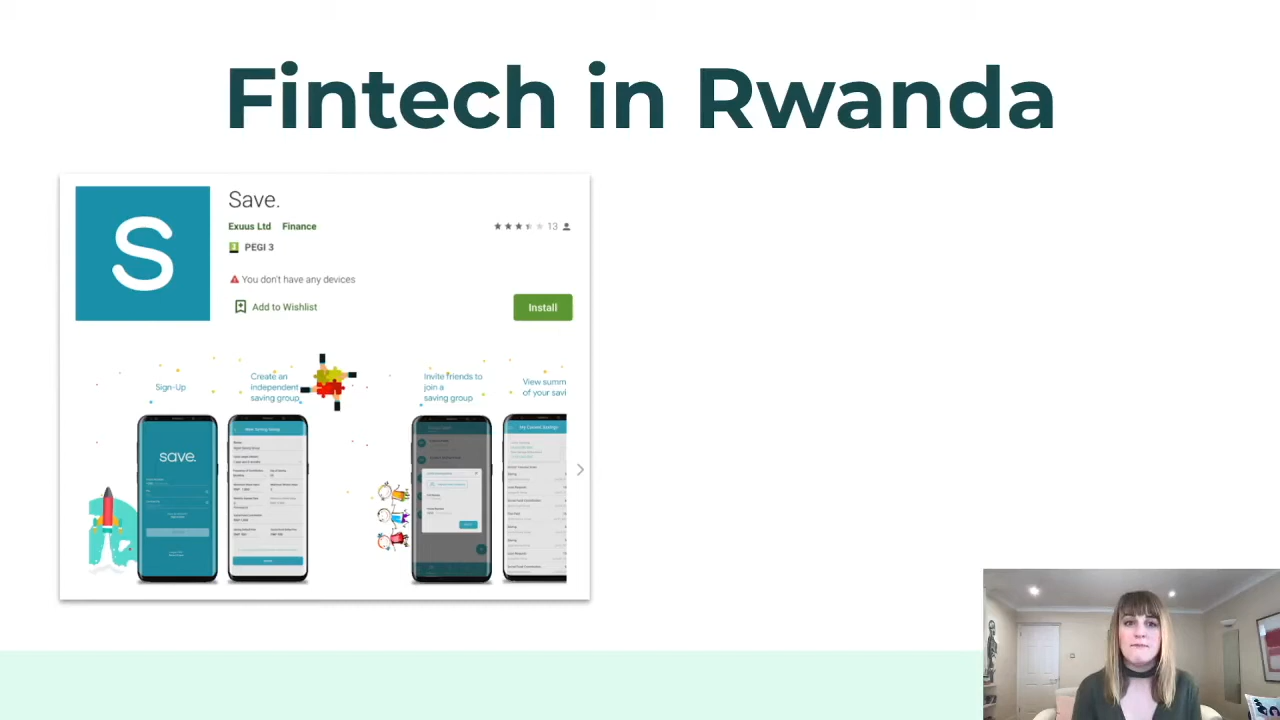 Fintech in Rwanda
S
Save.
Exuus Ltd Finance
13
3 PEGI 3
You don't have any devices
Add to Wishlist
Install
Sign-Up
Create an
independent
saving group
Invite friends to
join a
saving group
View summ
of your savi
save.